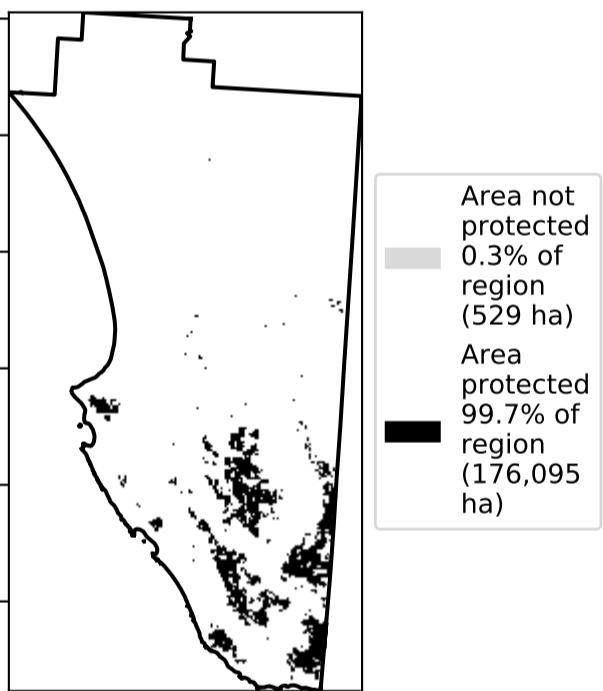 Area not
protected
0.3% of
region
(529 ha)
Area
protected
99.7% of
region
(176,095
ha)